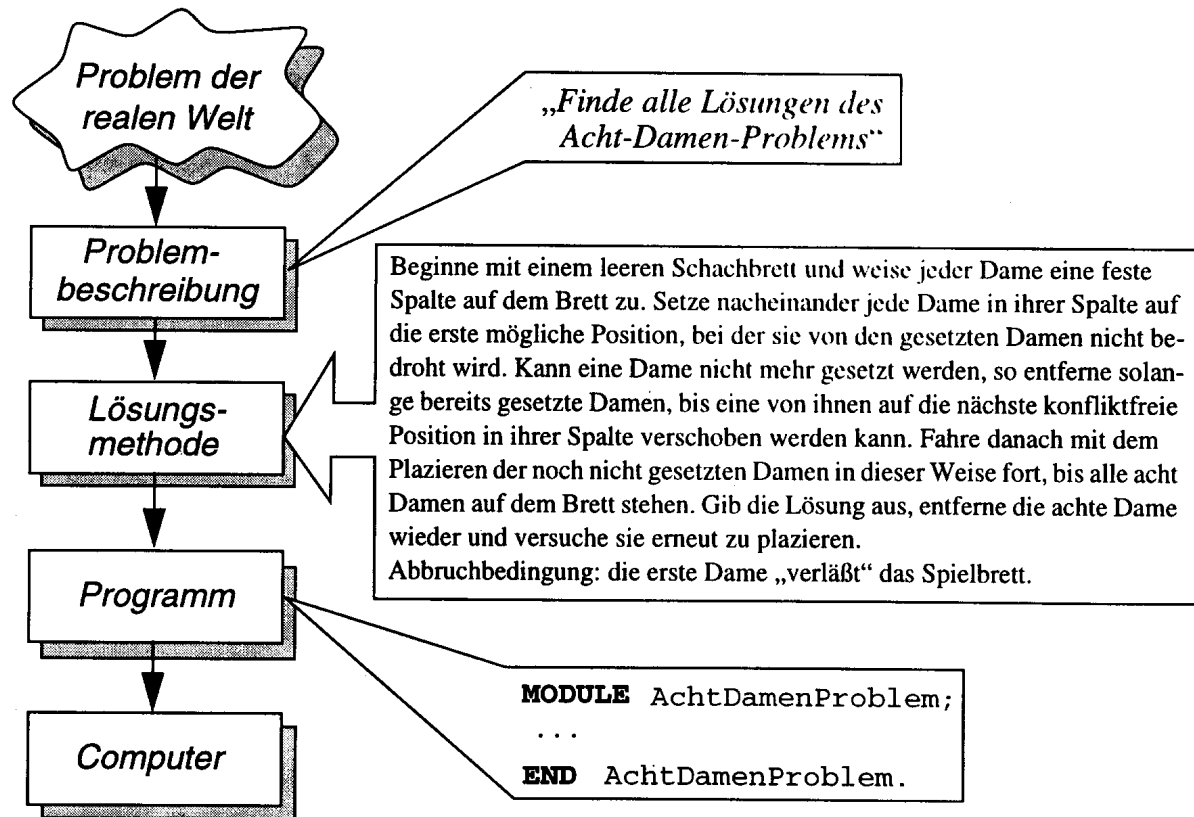 Problem der
realen Welt
„Finde alle Lösungen des
Acht-Damen-Problems“
Problem-
beschreibung
Beginne mit einem leeren Schachbrett und weise jeder Dame eine feste
Spalte auf dem Brett zu. Setze nacheinander jede Dame in ihrer Spalte auf
die erste mögliche Position, bei der sie von den gesetzten Damen nicht be-
droht wird. Kann eine Dame nicht mehr gesetzt werden, so entferne solan-
ge bereits gesetzte Damen, bis eine von ihnen auf die nächste konfliktfreie
Position in ihrer Spalte verschoben werden kann. Fahre danach mit dem
Plazieren der noch nicht gesetzten Damen in dieser Weise fort, bis alle acht
Damen auf dem Brett stehen. Gib die Lösung aus, entferne die achte Dame
wieder und versuche sie erneut zu plazieren.
Abbruchbedingung: die erste Dame „verläßt“ das Spielbrett.
Lösungs-
methode
Programm
MODULE AchtDamenProblem;
...
END AchtDamenProblem.
Computer